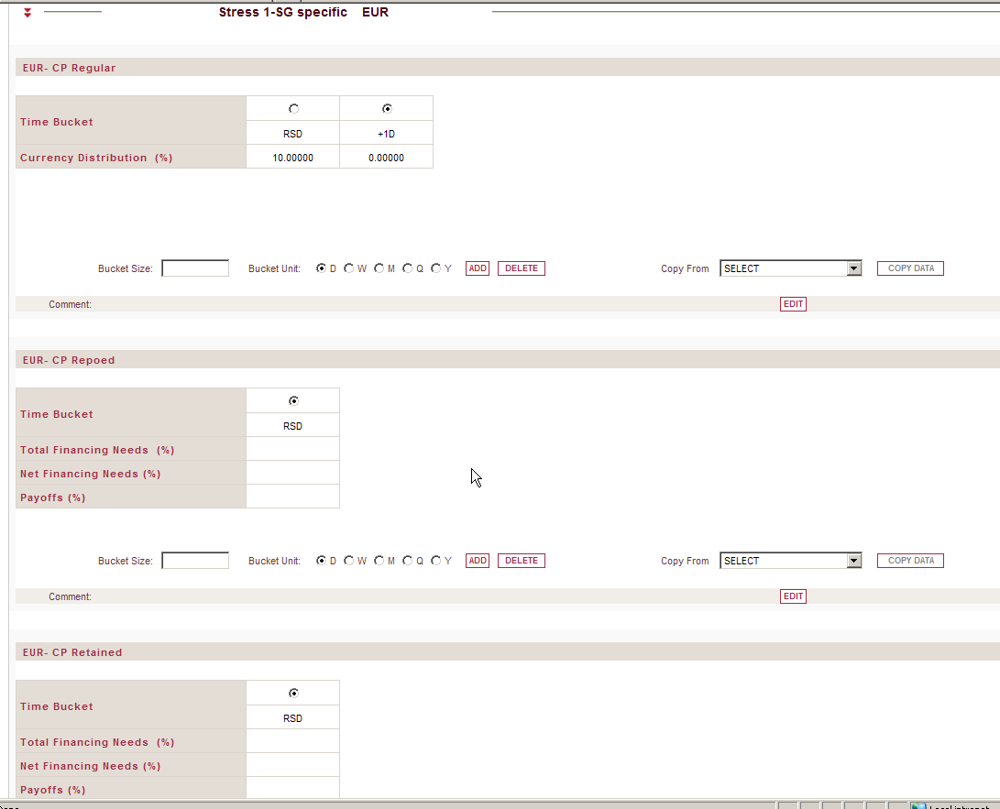 Stress 1-SG specific EUR
EUR- CP Regular
Time Bucket
RSD +1D
Currency Distribution (%) 10.00000 0.00000
Bucket Size: Bucket Unit: D W M Q Y ADD DELETE Copy From SELECT COPY DATA
Comment: EDIT
EUR- CP Repoed
Time Bucket
RSD
Total Financing Needs (%)
Net Financing Needs (%)
Payoffs (%)
Bucket Size: Bucket Unit: D W M Q Y ADD DELETE Copy From SELECT COPY DATA
Comment: EDIT
EUR- CP Retained
Time Bucket
RSD
Total Financing Needs (%)
Net Financing Needs (%)
Payoffs (%)
Local intranet